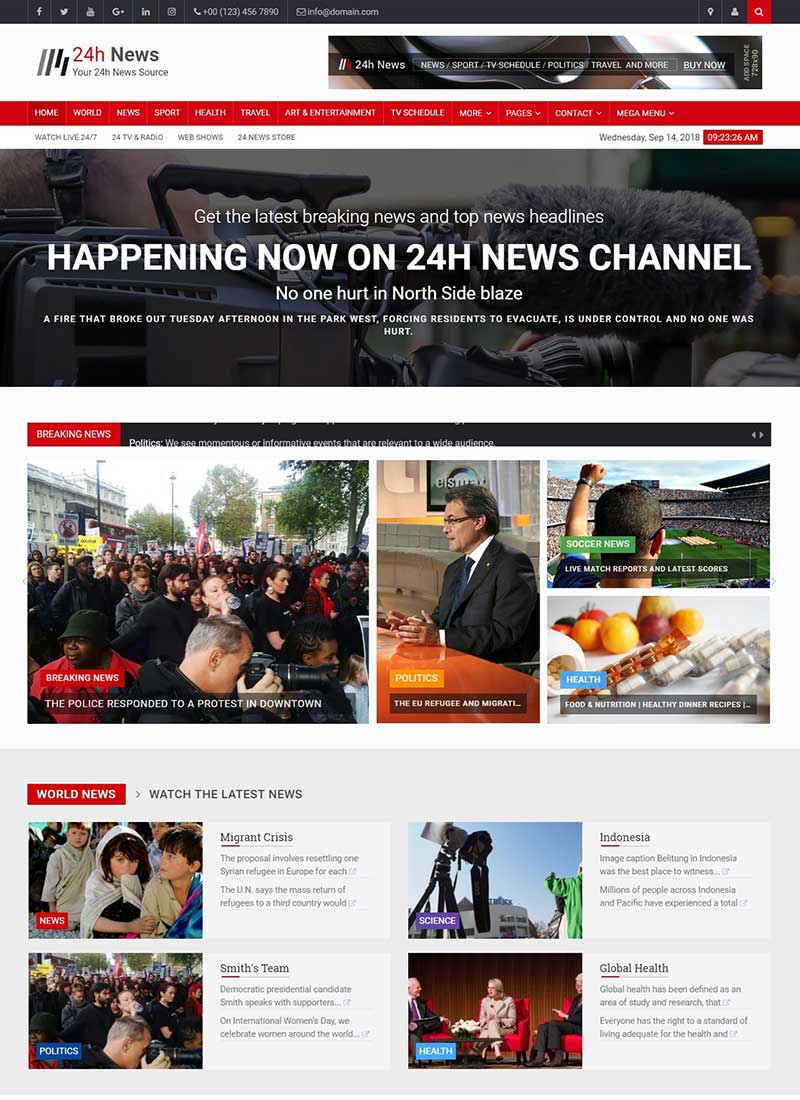 +00 (123) 456 7890 info@domain.com
24h News
Your 24h News Source
24h News NEWS / SPORT / TV SCHEDULE / POLITICS / TRAVEL AND MORE BUY NOW
ADD SPACE
728x90
HOME WORLD NEWS SPORT HEALTH TRAVEL ART & ENTERTAINMENT TV SCHEDULE MORE PAGES CONTACT MEGA MENU
WATCH LIVE 24/7 24 TV & RADIO WEB SHOWS 24 NEWS STORE Wednesday, Sep 14, 2018 09:23:26 AM
Get the latest breaking news and top news headlines
HAPPENING NOW ON 24H NEWS CHANNEL
No one hurt in North Side blaze
A FIRE THAT BROKE OUT TUESDAY AFTERNOON IN THE PARK WEST, FORCING RESIDENTS TO EVACUATE, IS UNDER CONTROL AND NO ONE WAS
HURT.
BREAKING NEWS
Politics: We see momentous or informative events that are relevant to a wide audience.
BREAKING NEWS
THE POLICE RESPONDED TO A PROTEST IN DOWNTOWN
POLITICS
THE EU REFUGEE AND MIGRATI...
SOCCER NEWS
LIVE MATCH REPORTS AND LATEST SCORES
HEALTH
FOOD & NUTRITION | HEALTHY DINNER RECIPES |...
WORLD NEWS WATCH THE LATEST NEWS
NEWS
Migrant Crisis
The proposal involves resettling one
Syrian refugee in Europe for each
The U.N. says the mass return of
refugees to a third country would
SCIENCE
Indonesia
Image caption Belitung in Indonesia
was the best place to witness...
Millions of people across Indonesia
and Pacific have experienced a total
POLITICS
Smith's Team
Democratic presidential candidate
Smith speaks with supporters...
On International Women's Day, we
celebrate women around the world...
HEALTH
Global Health
Global health has been defined as an
area of study and research, that
Everyone has the right to a standard of
living adequate for the health and